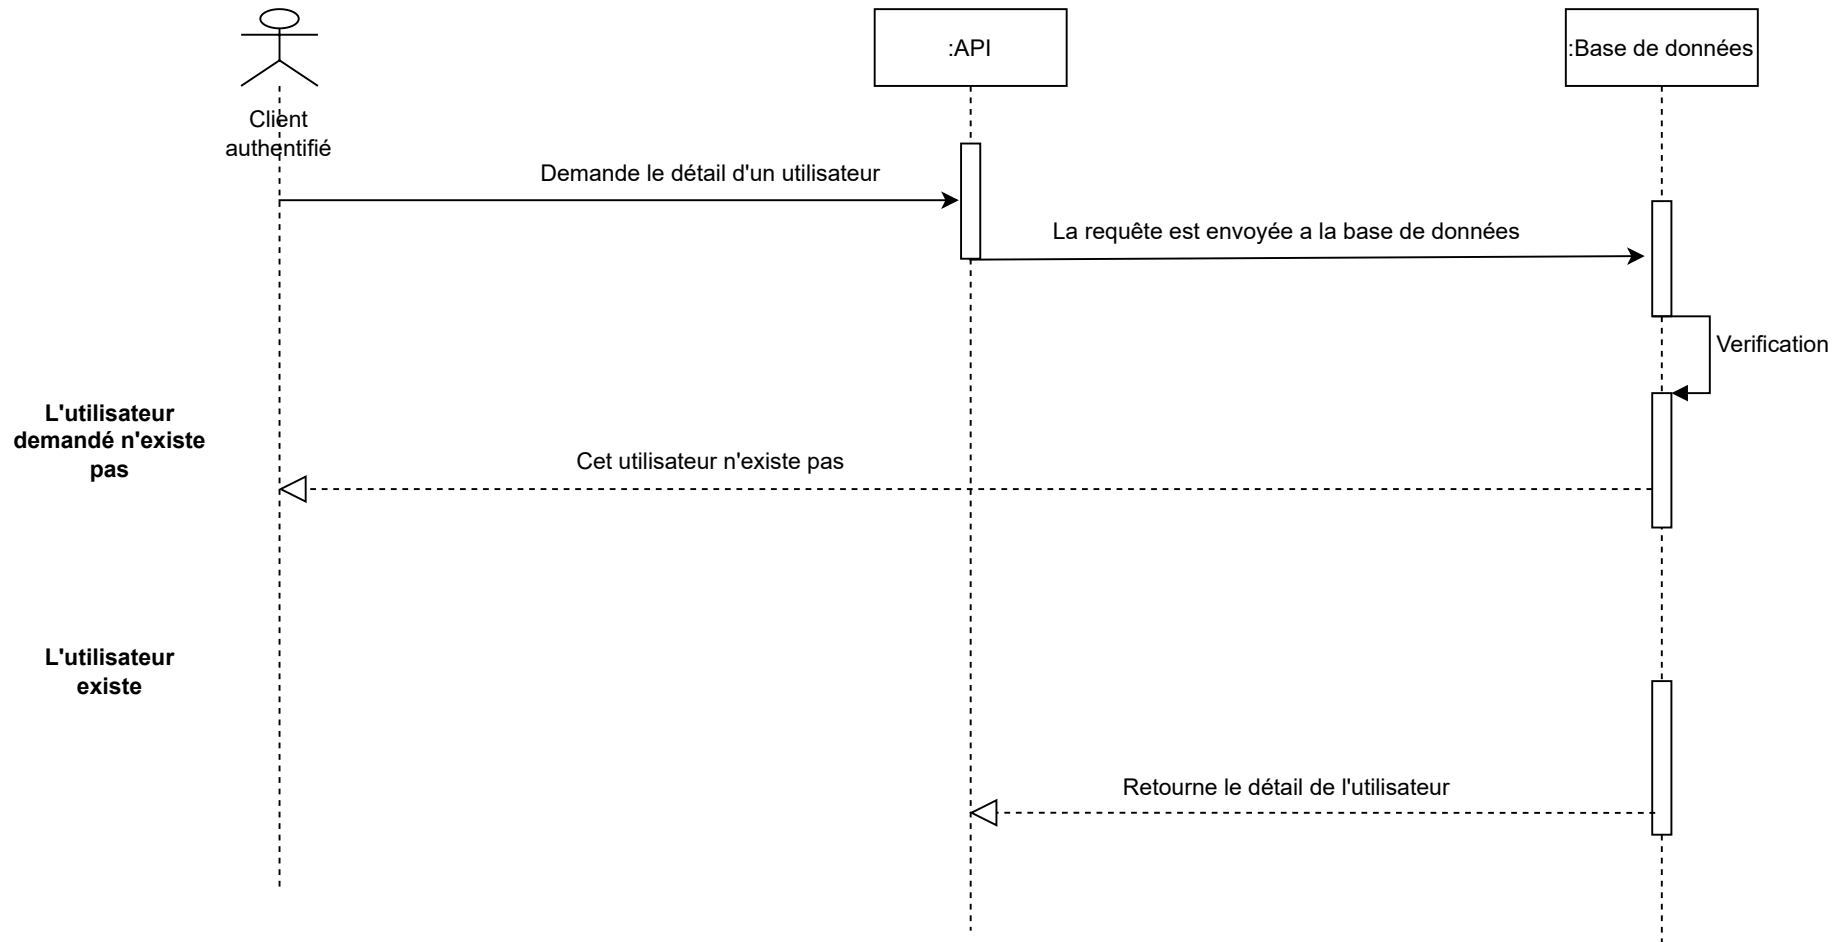 :API
:Base de données
Client
authentifié
Demande le détail d'un utilisateur
La requête est envoyée a la base de données
Verification
L'utilisateur
demandé n'existe
pas
Cet utilisateur n'existe pas
L'utilisateur
existe
Retourne le détail de l'utilisateur